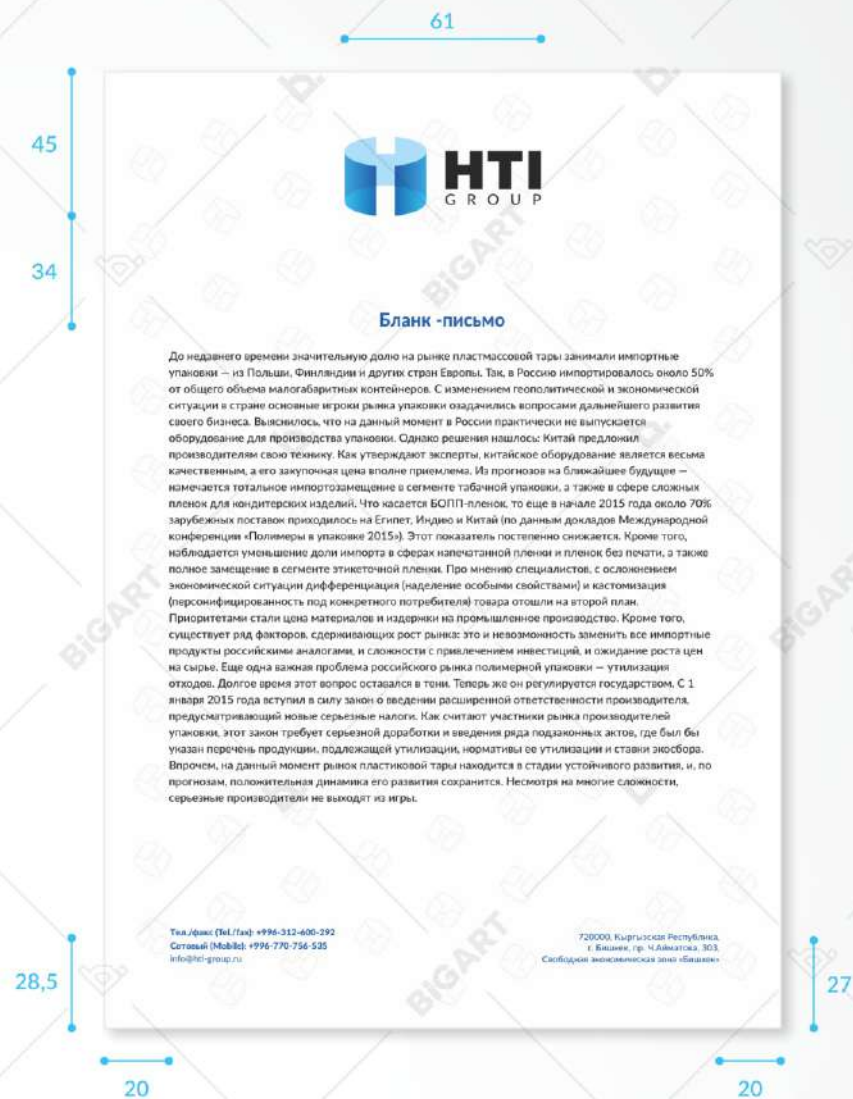 61
45
34
HTI
GROUP
Бланк -письмо
До недавнего времени значительную долю на рынке пластмассовой тары занимали импортные
упаковки — из Польши, Финляндии и других стран Европы. Так, в Россию импортировалось около 50%
от общего объема малогабаритных контейнеров. С изменением геополитической и экономической
ситуации в стране основные игроки рынка упаковки озадачились вопросами дальнейшего развития
своего бизнеса. Выяснилось, что на данный момент в России практически не выпускается
оборудование для производства упаковки. Однако решения нашлось: Китай предложил
производителям свою технику. Как утверждают эксперты, китайское оборудование является весьма
качественным, а его закупочная цена вполне приемлема. Из прогнозов на ближайшее будущее —
намечается тотальное импортозамещение в сегменте табачной упаковки, а также в сфере сложных
пленок для кондитерских изделий. Что касается БОПП-пленок, то еще в начале 2015 года около 70%
зарубежных поставок приходилось на Египет, Индию и Китай (по данным докладов Международной
конференции «Полимеры в упаковке 2015»). Этот показатель постепенно снижается. Кроме того,
наблюдается уменьшение доли импорта в сферах напечатанной пленки и пленок без печати, а также
полное замещение в сегменте этикеточной пленки. Про мнению специалистов, с осложнением
экономической ситуации дифференциация (наделение особыми свойствами) и кастомизация
(персонифицированность под конкретного потребителя) товара отошли на второй план.
Приоритетами стали цена материалов и издержки на промышленное производство. Кроме того,
существует ряд факторов, сдерживающих рост рынка: это и невозможность заменить все импортные
продукты российскими аналогами, и сложности с привлечением инвестиций, и ожидание роста цен
на сырье. Еще одна важная проблема российского рынка полимерной упаковки — утилизация
отходов. Долгое время этот вопрос оставался в тени. Теперь же он регулируется государством. С 1
января 2015 года вступил в силу закон о введении расширенной ответственности производителя,
предусматривающий новые серьезные налоги. Как считают участники рынка производителей
упаковки, этот закон требует серьезной доработки и введения ряда подзаконных актов, где был бы
указан перечень продукции, подлежащей утилизации, нормативы ее утилизации и ставки экосбора.
Впрочем, на данный момент рынок пластиковой тары находится в стадии устойчивого развития, и, по
прогнозам, положительная динамика его развития сохранится. Несмотря на многие сложности,
серьезные производители не выходят из игры.
Тел./факс (Tel./fax): +996-312-600-292
Сотовый (Mobile): +996-770-756-535
info@hti-group.ru
720000, Кыргызская Республика,
г. Бишкек, пр. Ч.Айматова, 303,
Свободная экономическая зона «Бишкек»
28,5
27
20
20
BIGART
BIGART
BIGART
BIGART